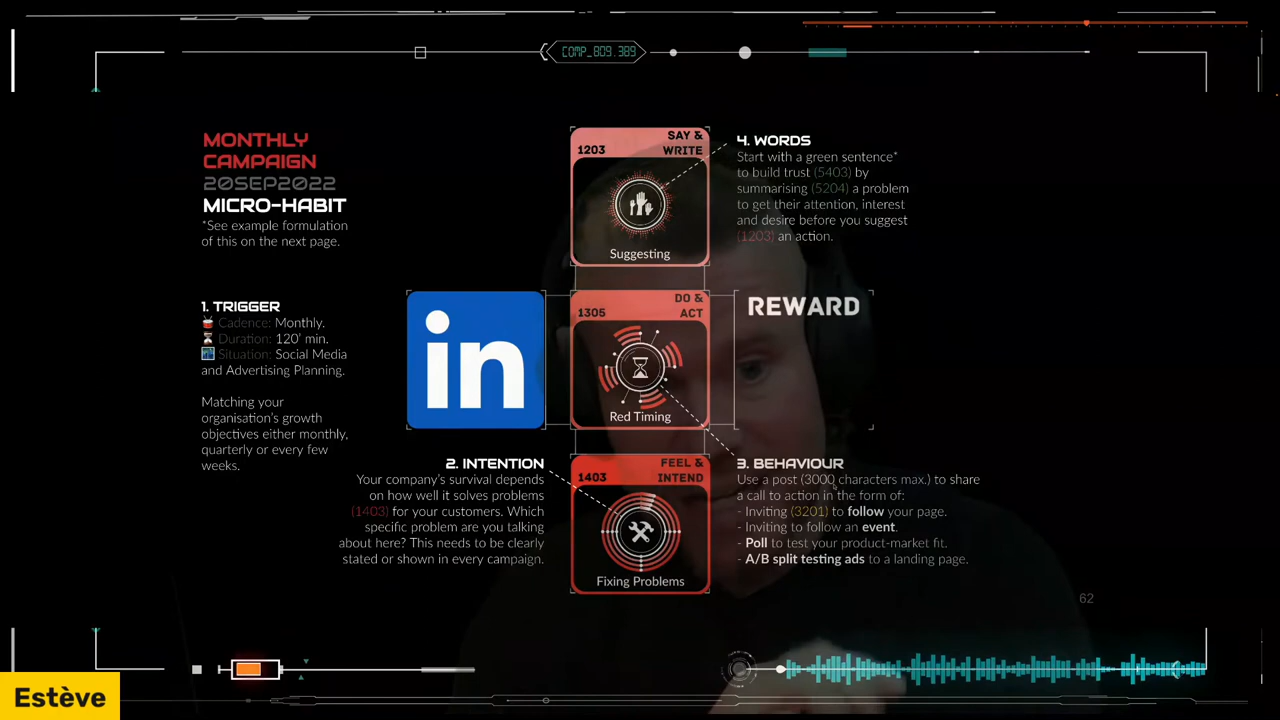 COMP_809.389
MONTHLY
CAMPAIGN
20SEP2022
MICRO-HABIT
*See example formulation
of this on the next page.
1203
SAY &
WRITE
Suggesting
4. WORDS
Start with a green sentence*
to build trust (5403) by
summarising (5204) a problem
to get their attention, interest
and desire before you suggest
(1203) an action.
1. TRIGGER
Cadence: Monthly.
Duration: 120' min.
Situation: Social Media
and Advertising Planning.
Matching your
organisation's growth
objectives either monthly,
quarterly or every few
weeks.
in
1305
DO &
ACT
Red Timing
REWARD
2. INTENTION
Your company's survival depends
on how well it solves problems
(1403) for your customers. Which
specific problem are you talking
about here? This needs to be clearly
stated or shown in every campaign.
1403
FEEL &
INTEND
Fixing Problems
3. BEHAVIOUR
Use a post (3000 characters max.) to share
a call to action in the form of:
- Inviting (3201) to follow your page.
- Inviting to follow an event.
- Poll to test your product-market fit.
- A/B split testing ads to a landing page.
62
Estève